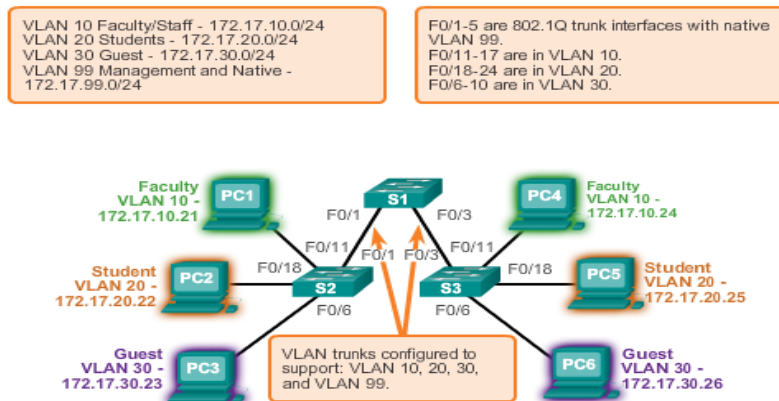 VLAN 10 Faculty/Staff - 172.17.10.0/24
VLAN 20 Students - 172.17.20.0/24
VLAN 30 Guest - 172.17.30.0/24
VLAN 99 Management and Native -
172.17.99.0/24
F0/1-5 are 802.1Q trunk interfaces with native
VLAN 99.
F0/11-17 are in VLAN 10.
F0/18-24 are in VLAN 20.
F0/6-10 are in VLAN 30.
Faculty
VLAN 10 -
172.17.10.21
PC1
S1
F0/1
F0/3
PC4
Faculty
VLAN 10 -
172.17.10.24
F0/11
F0/1
F0/3
F0/11
Student
VLAN 20 -
172.17.20.22
PC2
F0/18
S2
S3
F0/18
PC5
Student
VLAN 20 -
172.17.20.25
F0/6
F0/6
Guest
VLAN 30 -
172.17.30.23
PC3
VLAN trunks configured to
support: VLAN 10, 20, 30,
and VLAN 99.
PC6
Guest
VLAN 30 -
172.17.30.26